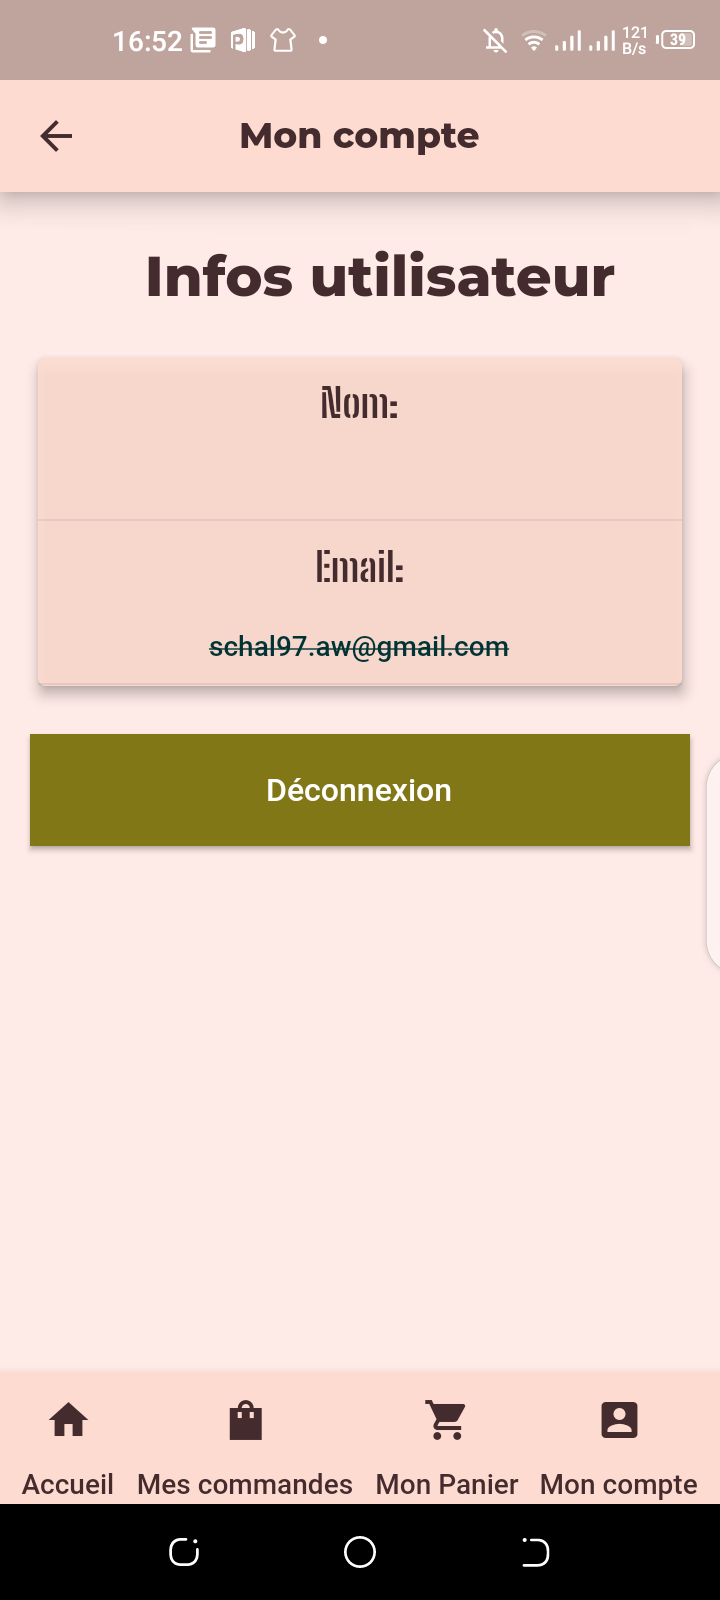 16:52
121
B/s
39
Mon compte
Infos utilisateur
Nom:
Email:
schal97.aw@gmail.com
Déconnexion
Accueil
Mes commandes
Mon Panier
Mon compte